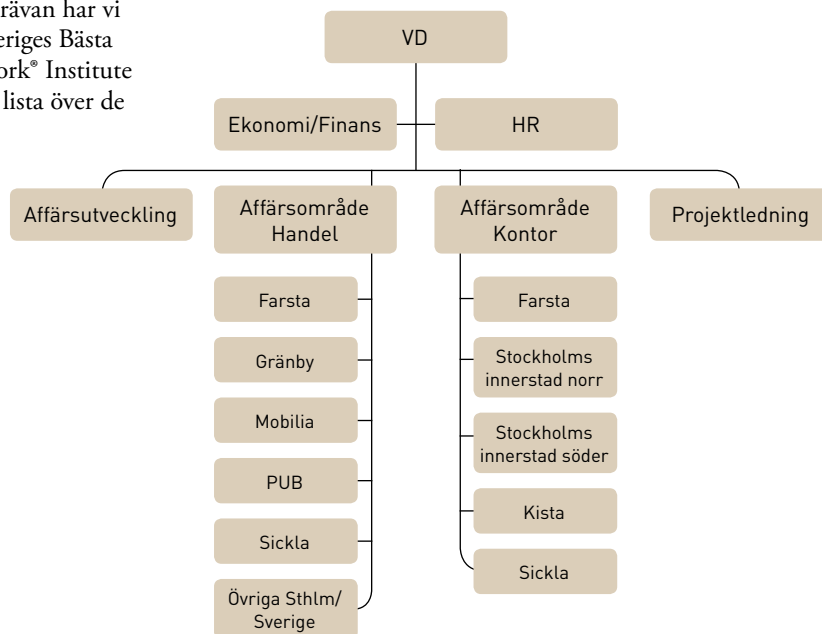 rävan har vi
eriges Bästa
ork® Institute
lista över de
VD
Ekonomi/Finans
HR
Affärsutveckling
Affärsområde
Handel
Affärsområde
Kontor
Projektledning
Farsta
Gränby
Mobilia
PUB
Sickla
Övriga Sthlm/
Sverige
Farsta
Stockholms
innerstad norr
Stockholms
innerstad söder
Kista
Sickla